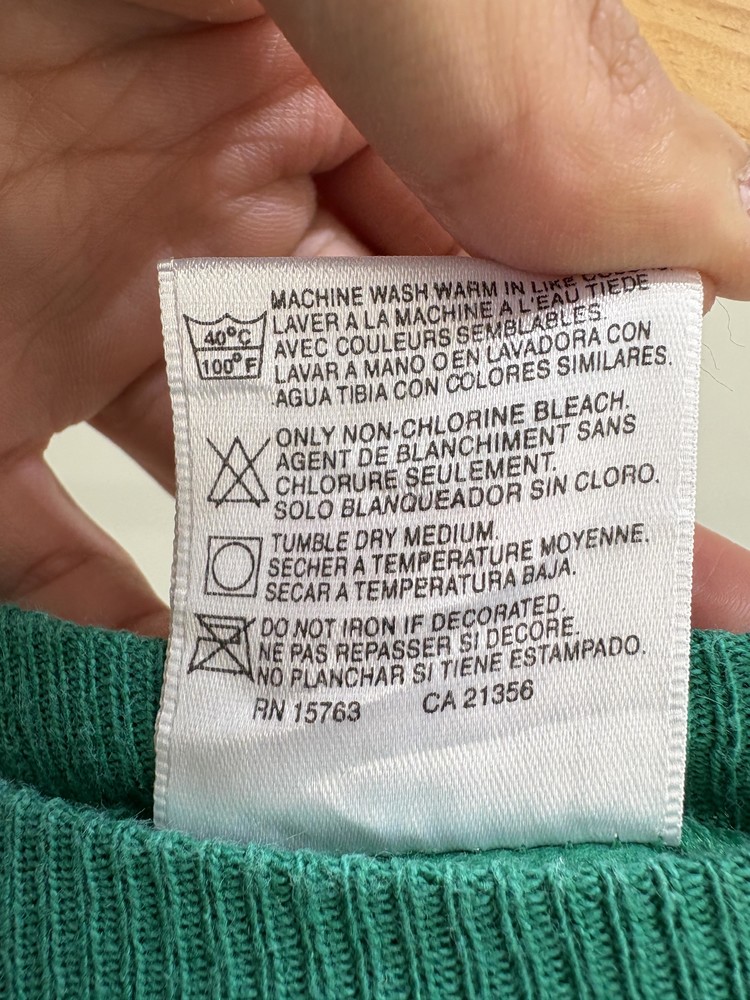 MACHINE WASH WARM IN LIKE
40°C
100°F
LAVER A LA MACHINE A L'EAU TIEDE
AVEC COULEURS SEMBLABLES.
LAVAR A MANO O EN LAVADORA CON
AGUA TIBIA CON COLORES SIMILARES.
ONLY NON-CHLORINE BLEACH.
AGENT DE BLANCHIMENT SANS
CHLORURE SEULEMENT.
SOLO BLANQUEADOR SIN CLORO.
TUMBLE DRY MEDIUM.
SECHER A TEMPERATURE MOYENNE.
SECAR A TEMPERATURA BAJA.
DO NOT IRON IF DECORATED.
NE PAS REPASSER SI DECORE.
NO PLANCHAR SI TIENE ESTAMPADO.
RN 15763 CA 21356